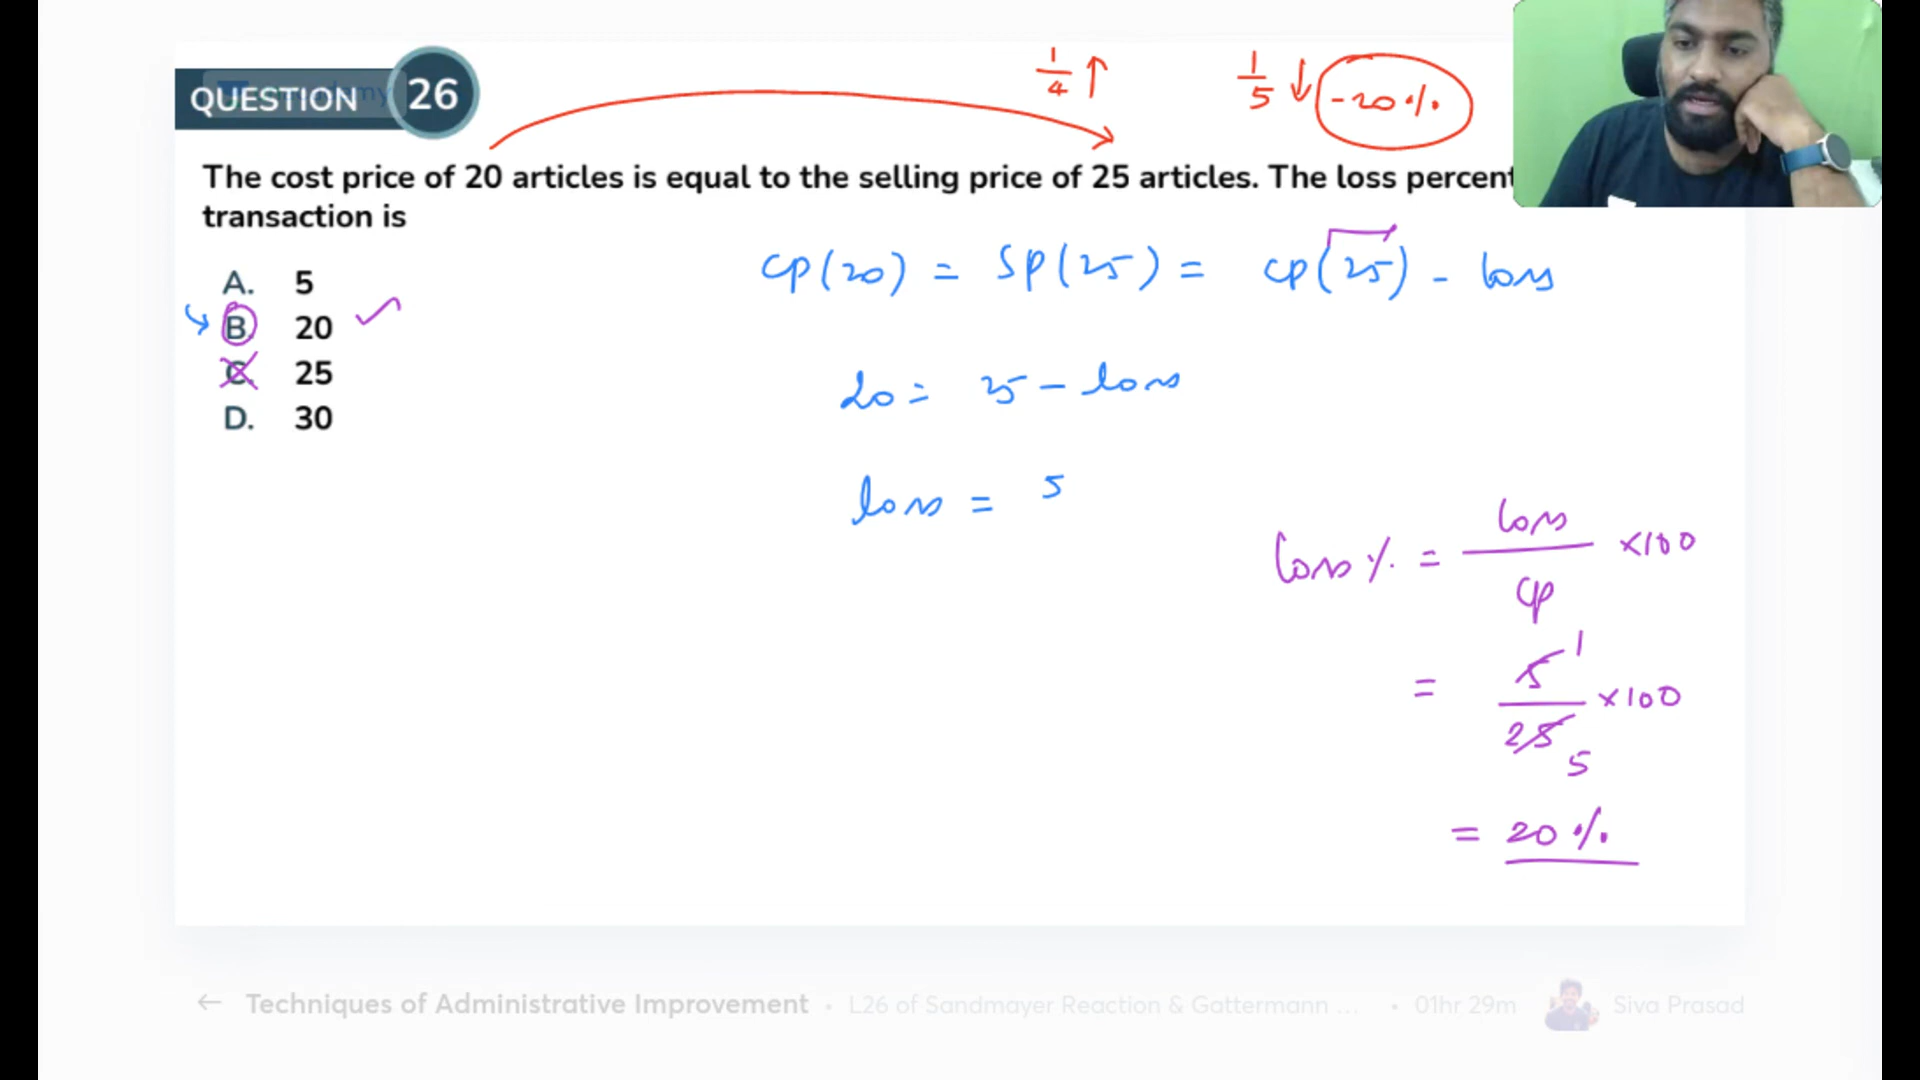 QUESTION 26
1/4 ↑ 1/5 ↓ -20%
The cost price of 20 articles is equal to the selling price of 25 articles. The loss percent
transaction is
A. 5
B. 20 ✓
C. 25
D. 30
CP(20) = SP(25) = CP(25) - loss
20 = 25 - loss
loss = 5
loss % = loss/CP ×100
= 5/25 ×100
1
5
= 20%
← Techniques of Administrative Improvement • L26 of Sandmayer Reaction & Gattermann ... • 01hr 29m Siva Prasad